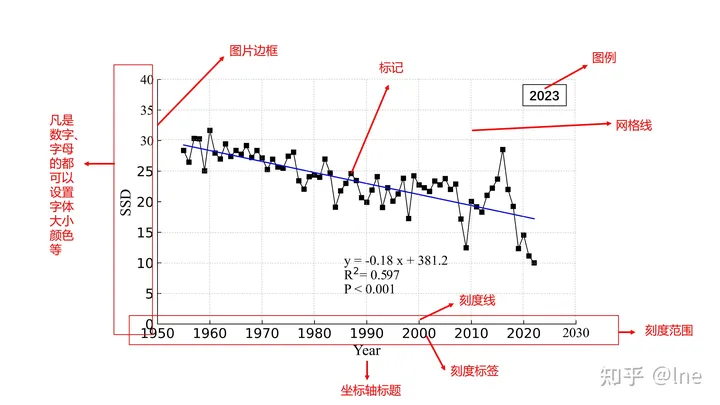 图片边框
标记
图例
2023
网格线
凡是
数字、
字母
的都
可以
设置
字体
大小
颜色
等
SSD
40
35
30
25
20
15
10
5
0
y = -0.18 x + 381.2
R²= 0.597
P < 0.001
刻度线
1950 1960 1970 1980 1990 2000 2010 2020 2030
刻度范围
Year
刻度标签
坐标轴标题
知乎 @lne